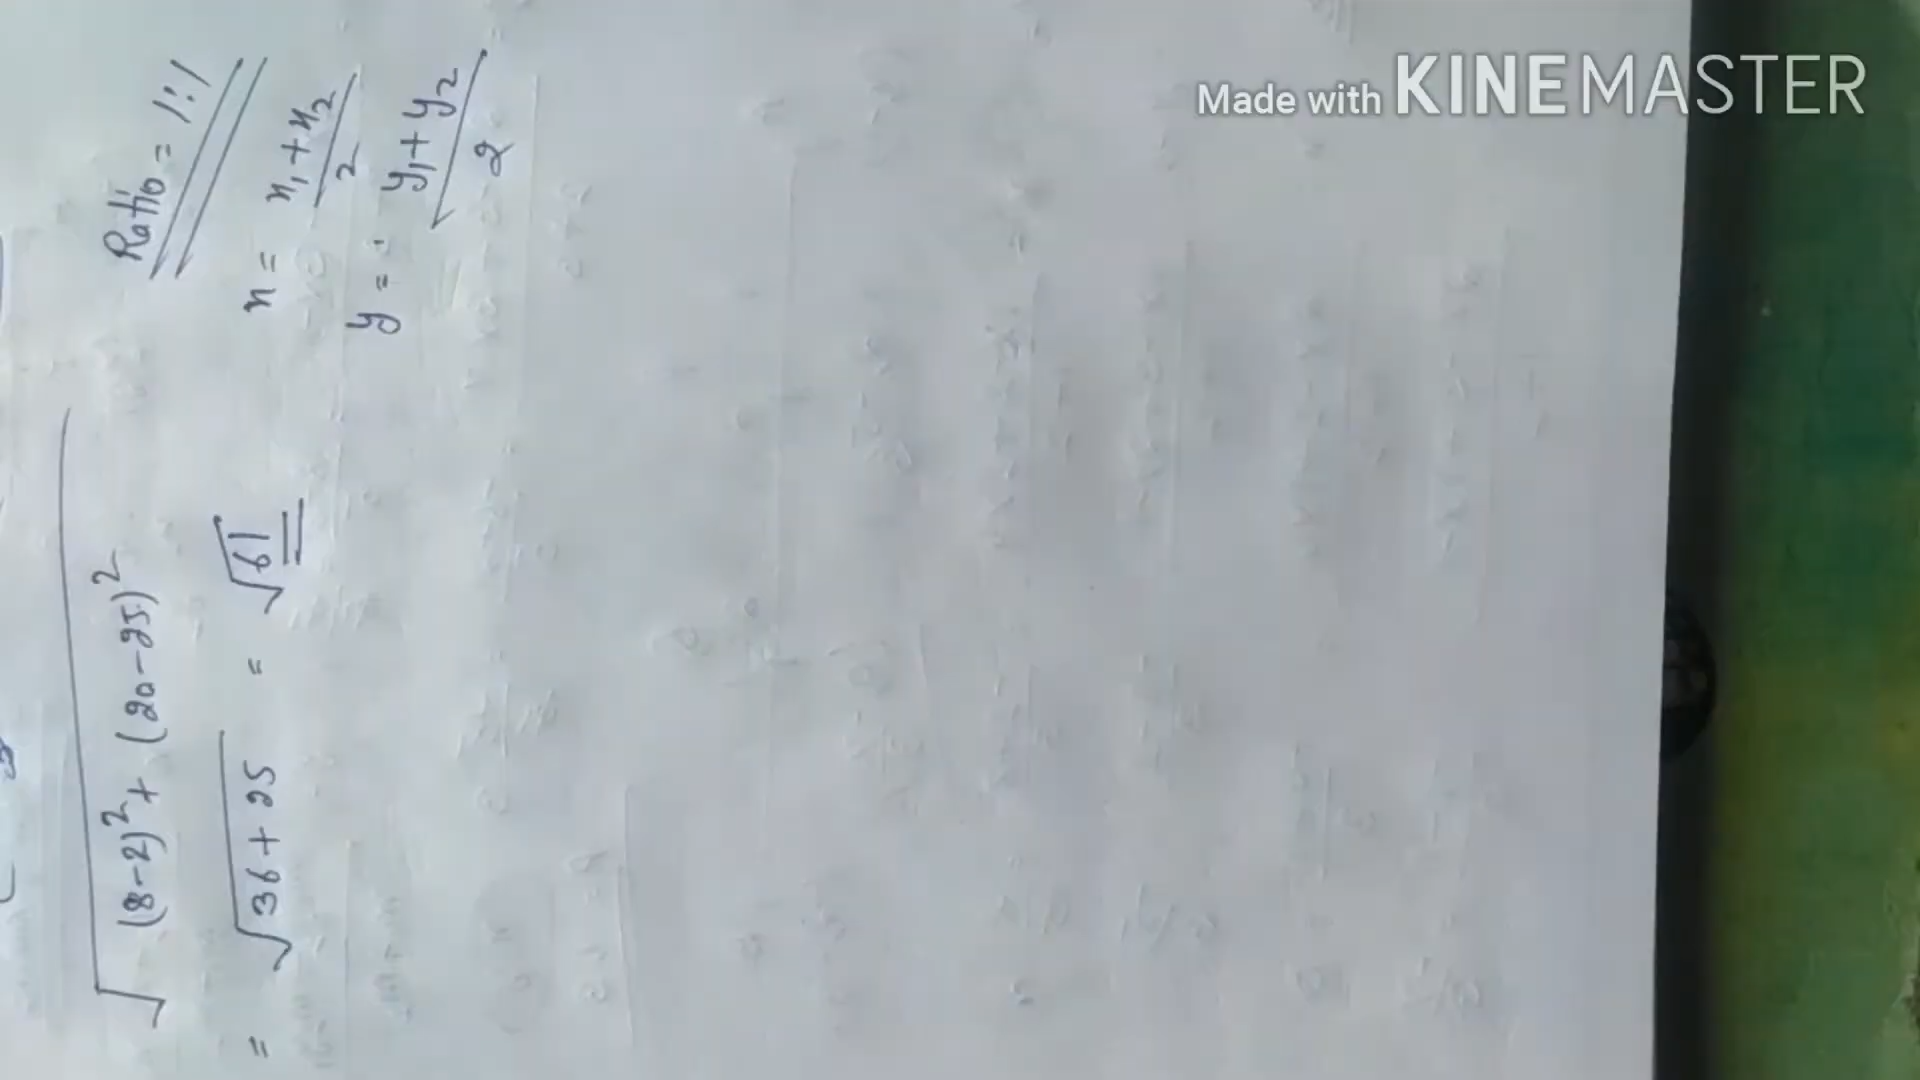 √(8-2)² + (20-25)²
= √36+25 = √61
Ratio = 1:1
x = x₁+x₂/2
y = y₁+y₂/2
Made with KINEMASTER